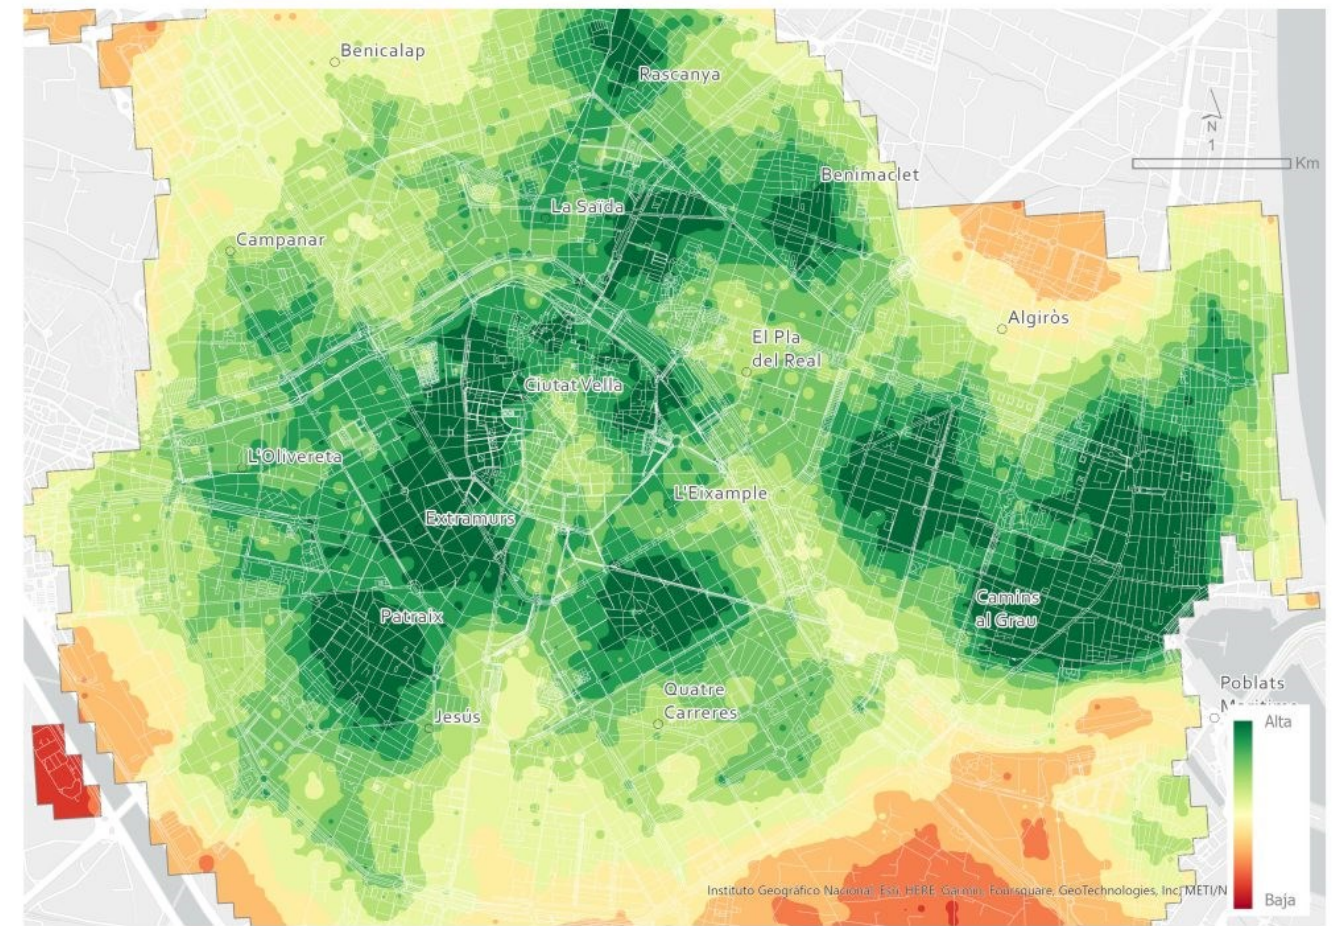 Benicalap
Rascanya
N
1
Km
Benimaclet
La Saïdia
Campanar
Algiròs
El Pla
del Real
Ciutat Vella
L'Olivereta
L'Eixample
Extramurs
Camins
al Grau
Patraix
Poblats
Quatre
Carreres
Jesús
Alta
Instituto Geográfico Nacional, Esri, HERE, Garmin, Foursquare, GeoTechnologies, Inc, METI/N
Baja